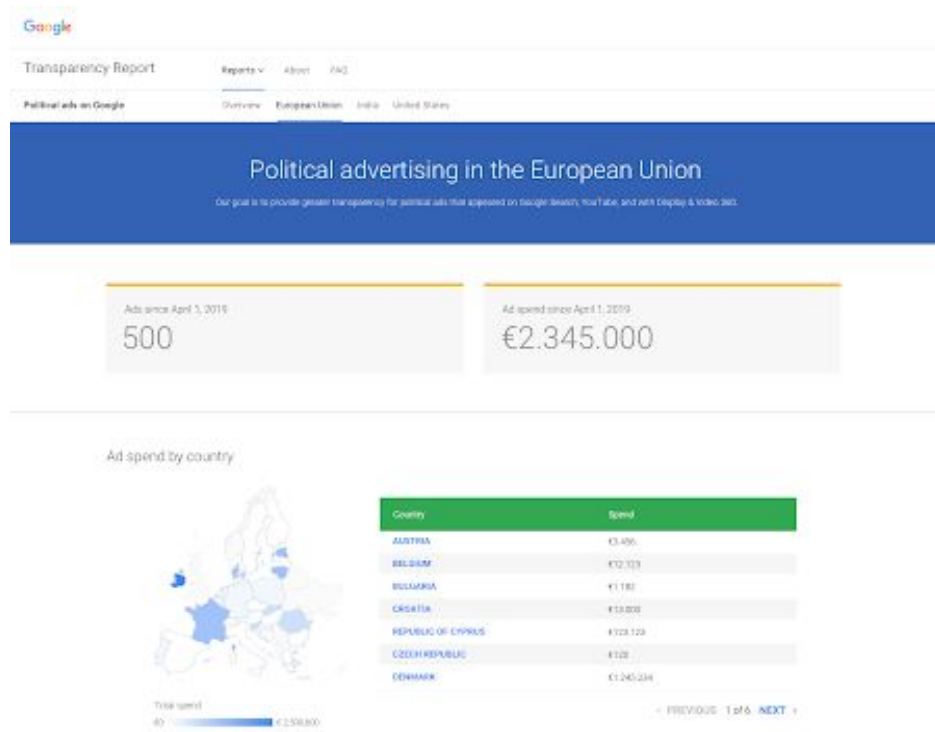 Google
Transparency Report Reports About FAQ
Political ads on Google Overview European Union India United States
Political advertising in the European Union
Our goal is to provide greater transparency for political ads that appeared on Google Search, YouTube, and with Display & Video 360.
Ads since April 1, 2019
500
Ad spend since April 1, 2019
€2.345.000
Ad spend by country
Country Spend
AUSTRIA €3.456
BELGIUM €12.123
BULGARIA
CROATIA
REPUBLIC OF CYPRUS €123.123
CZECH REPUBLIC €120
DENMARK €1.245.234
Total spend
€0
< PREVIOUS 1 of 6 NEXT >